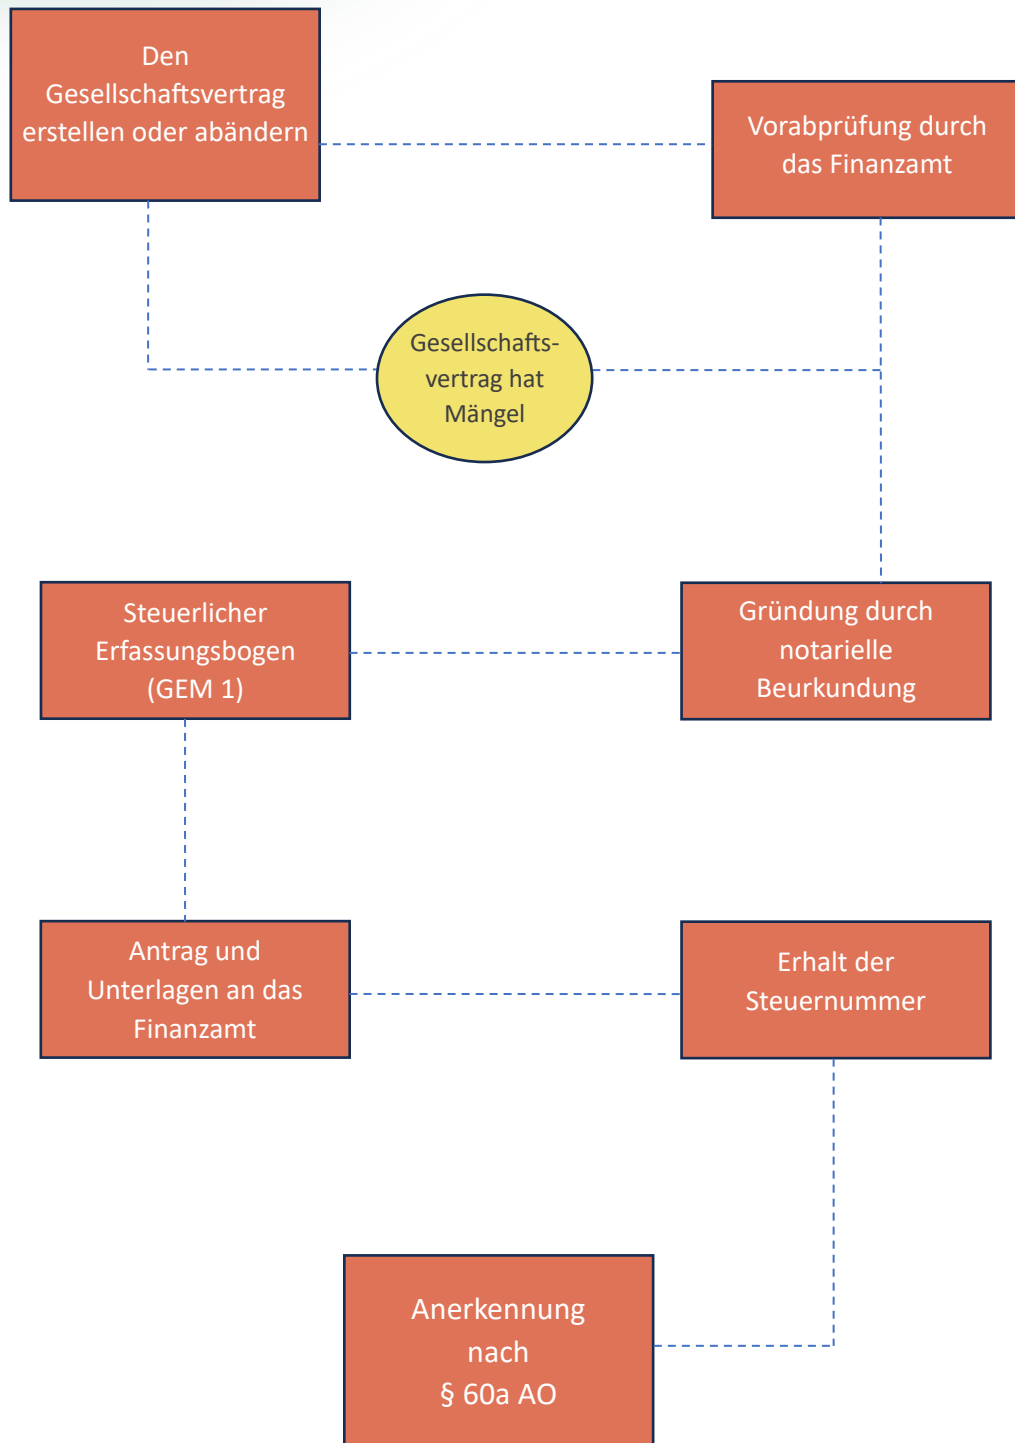 Den
Gesellschaftsvertrag
erstellen oder abändern
Vorabprüfung durch
das Finanzamt
Gesellschafts-
vertrag hat
Mängel
Steuerlicher
Erfassungsbogen
(GEM 1)
Gründung durch
notarielle
Beurkundung
Antrag und
Unterlagen an das
Finanzamt
Erhalt der
Steuernummer
Anerkennung
nach
§ 60a AO